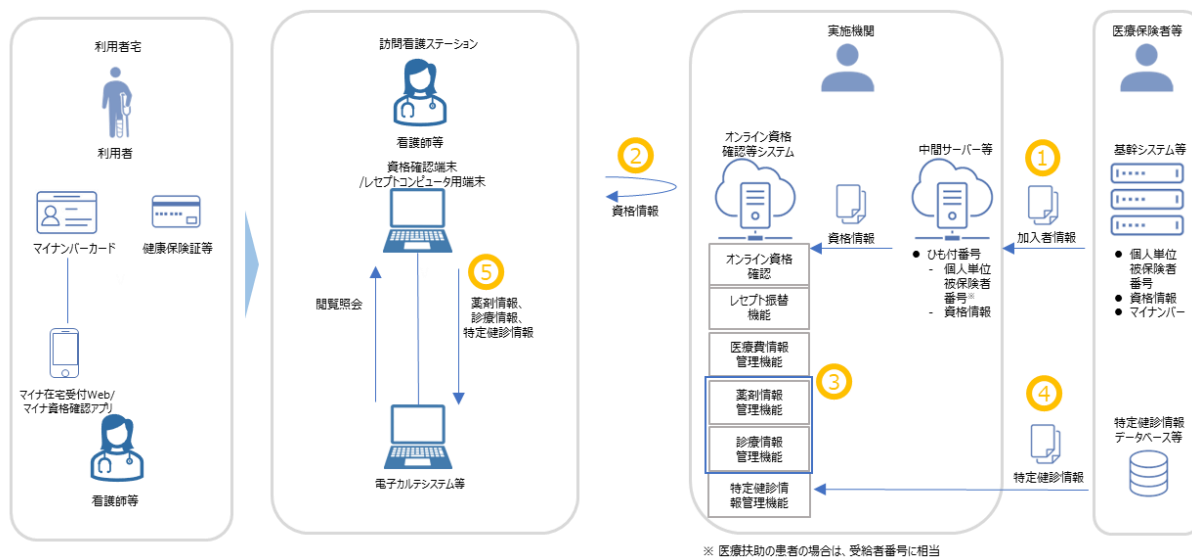 利用者宅
利用者
マイナンバーカード
健康保険証等
マイナ在宅受付Web/
マイナ資格確認アプリ
看護師等
訪問看護ステーション
看護師等
資格確認端末
/レセプトコンピュータ用端末
閲覧照会
⑤
薬剤情報、
診療情報、
特定健診情報
電子カルテシステム等
②
資格情報
実施機関
オンライン資格
確認等システム
中間サーバー等
資格情報
オンライン資格
確認
レセプト振替
機能
医療費情報
管理機能
③
薬剤情報
管理機能
診療情報
管理機能
特定健診情
報管理機能
● ひも付番号
- 個人単位
被保険者
番号※
- 資格情報
①
加入者情報
④
特定健診情報
医療保険者等
基幹システム等
● 個人単位
被保険者
番号
● 資格情報
● マイナンバー
特定健診情報
データベース等
※ 医療扶助の患者の場合は、受給者番号に相当